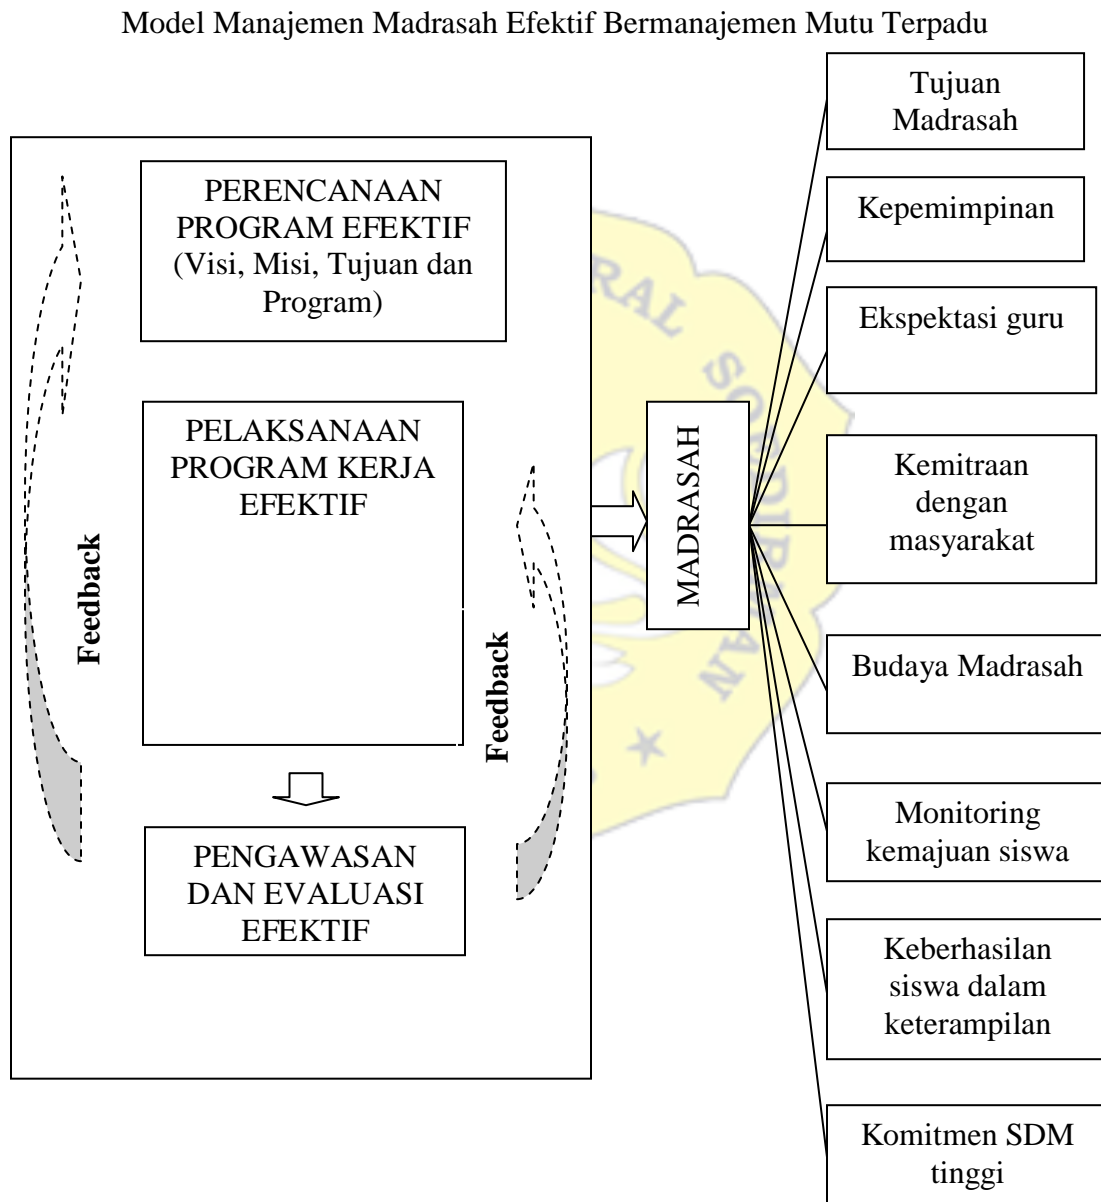 Model Manajemen Madrasah Efektif Bermanajemen Mutu Terpadu
PERENCANAAN
PROGRAM EFEKTIF
(Visi, Misi, Tujuan dan
Program)
PELAKSANAAN
PROGRAM KERJA
EFEKTIF
Feedback
Feedback
PENGAWASAN
DAN EVALUASI
EFEKTIF
MADRASAH
Tujuan
Madrasah
Kepemimpinan
Ekspektasi guru
Kemitraan
dengan
masyarakat
Budaya Madrasah
Monitoring
kemajuan siswa
Keberhasilan
siswa dalam
keterampilan
Komitmen SDM
tinggi
RAL SOEDIRMAN